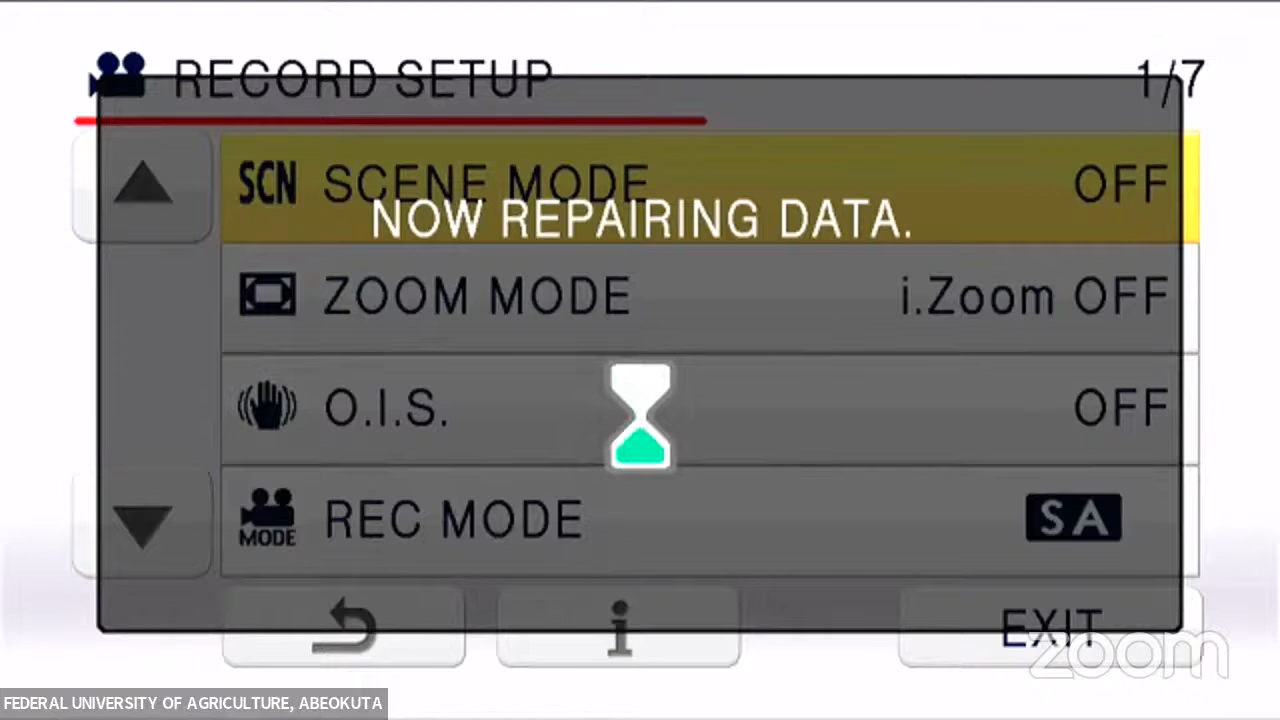 RECORD SETUP 1/7
SCN SCENE MODE OFF
NOW REPAIRING DATA.
ZOOM MODE i.Zoom OFF
O.I.S. OFF
MODE REC MODE SA
i EXIT
zoom
FEDERAL UNIVERSITY OF AGRICULTURE, ABEOKUTA